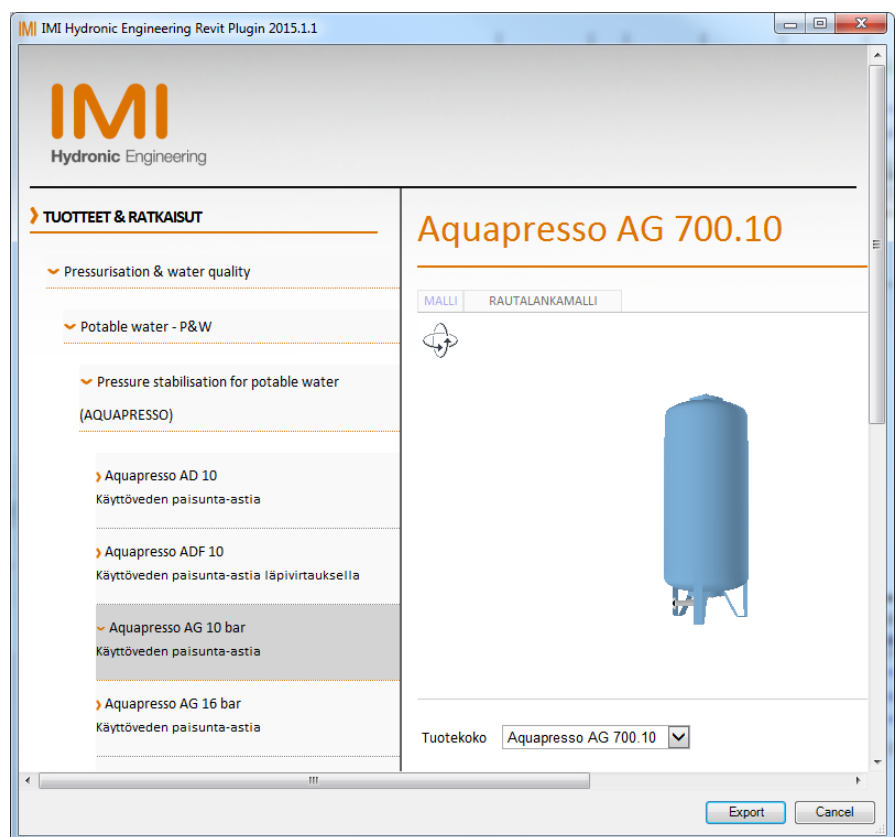 IMI IMI Hydronic Engineering Revit Plugin 2015.1.1
IMI
Hydronic Engineering
TUOTTEET & RATKAISUT
Pressurisation & water quality
Potable water - P&W
Pressure stabilisation for potable water
(AQUAPRESSO)
Aquapresso AD 10
Käyttöveden paisunta-astia
Aquapresso ADF 10
Käyttöveden paisunta-astia läpivirtauksella
Aquapresso AG 10 bar
Käyttöveden paisunta-astia
Aquapresso AG 16 bar
Käyttöveden paisunta-astia
Aquapresso AG 700.10
MALLI RAUTALANKAMALLI
Tuotekoko Aquapresso AG 700.10
Export Cancel